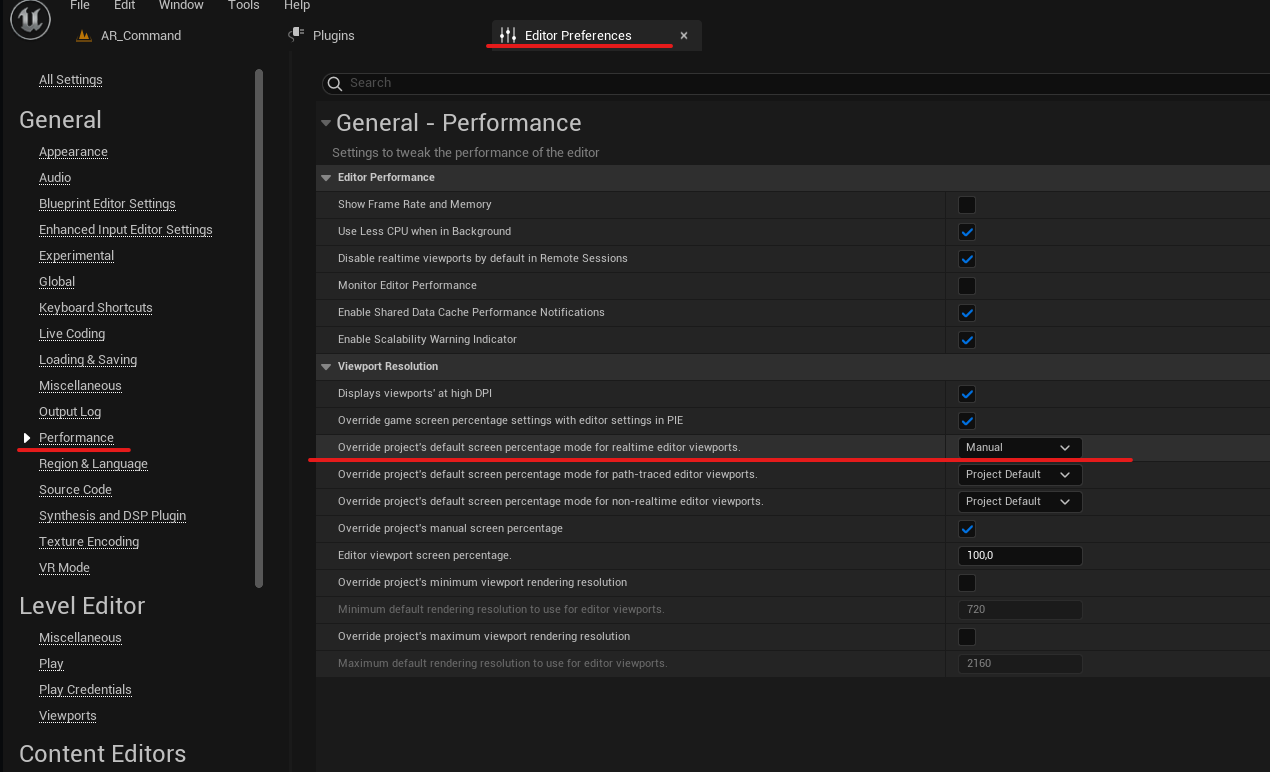 File Edit Window Tools Help
AR_Command Plugins Editor Preferences
All Settings
General
Appearance
Audio
Blueprint Editor Settings
Enhanced Input Editor Settings
Experimental
Global
Keyboard Shortcuts
Live Coding
Loading & Saving
Miscellaneous
Output Log
Performance
Region & Language
Source Code
Synthesis and DSP Plugin
Texture Encoding
VR Mode
Level Editor
Miscellaneous
Play
Play Credentials
Viewports
Content Editors
Search
General - Performance
Settings to tweak the performance of the editor
Editor Performance
Show Frame Rate and Memory
Use Less CPU when in Background
Disable realtime viewports by default in Remote Sessions
Monitor Editor Performance
Enable Shared Data Cache Performance Notifications
Enable Scalability Warning Indicator
Viewport Resolution
Displays viewports' at high DPI
Override game screen percentage settings with editor settings in PIE
Override project's default screen percentage mode for realtime editor viewports. Manual
Override project's default screen percentage mode for path-traced editor viewports. Project Default
Override project's default screen percentage mode for non-realtime editor viewports. Project Default
Override project's manual screen percentage
Editor viewport screen percentage. 100,0
Override project's minimum viewport rendering resolution
Minimum default rendering resolution to use for editor viewports. 720
Override project's maximum viewport rendering resolution
Maximum default rendering resolution to use for editor viewports. 2160